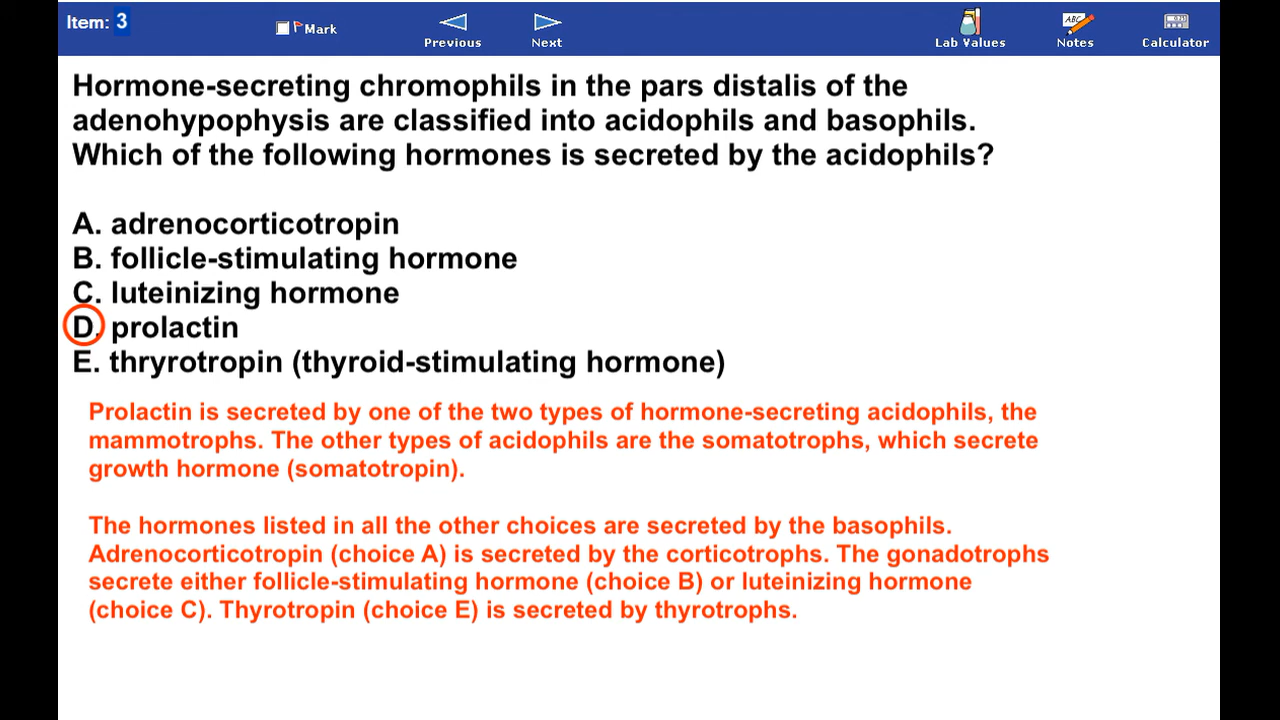 Item: 3
Mark
Previous
Next
Lab Values
Notes
Calculator
Hormone-secreting chromophils in the pars distalis of the
adenohypophysis are classified into acidophils and basophils.
Which of the following hormones is secreted by the acidophils?
A. adrenocorticotropin
B. follicle-stimulating hormone
C. luteinizing hormone
D. prolactin
E. thryrotropin (thyroid-stimulating hormone)
Prolactin is secreted by one of the two types of hormone-secreting acidophils, the
mammotrophs. The other types of acidophils are the somatotrophs, which secrete
growth hormone (somatotropin).
The hormones listed in all the other choices are secreted by the basophils.
Adrenocorticotropin (choice A) is secreted by the corticotrophs. The gonadotrophs
secrete either follicle-stimulating hormone (choice B) or luteinizing hormone
(choice C). Thyrotropin (choice E) is secreted by thyrotrophs.